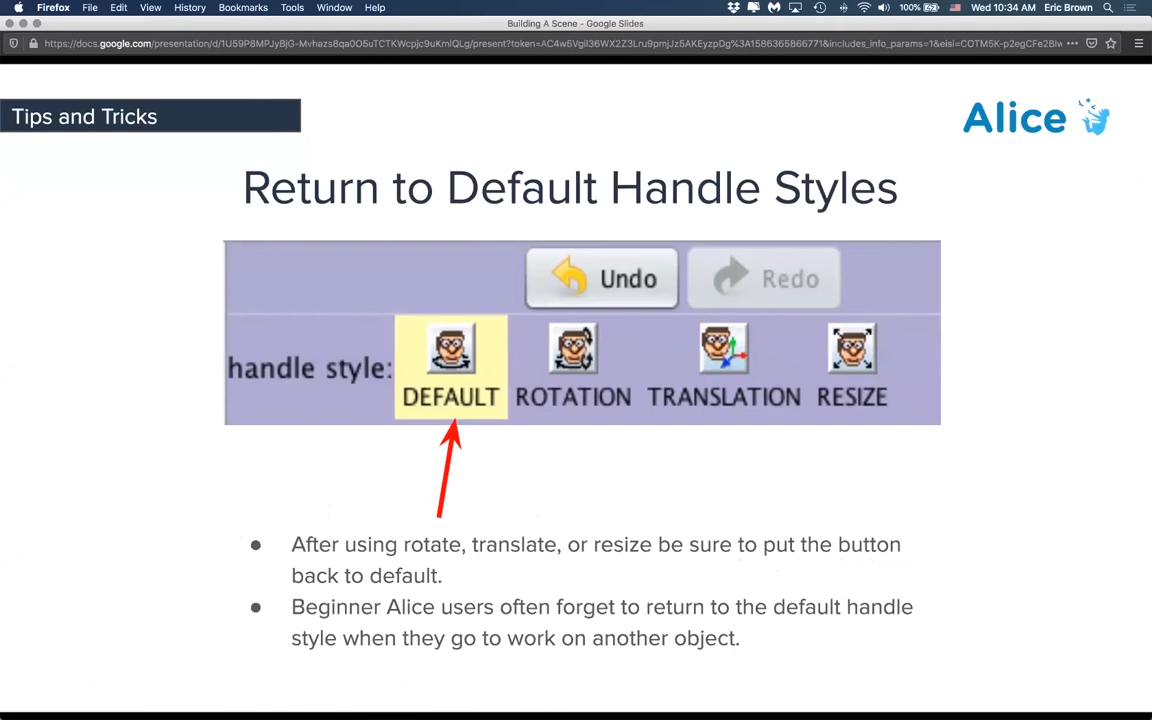 Firefox File Edit View History Bookmarks Tools Window Help 100% Wed 10:34 AM Eric Brown
Building A Scene - Google Slides
Tips and Tricks
Alice
Return to Default Handle Styles
Undo Redo
handle style:
DEFAULT ROTATION TRANSLATION RESIZE
● After using rotate, translate, or resize be sure to put the button
back to default.
● Beginner Alice users often forget to return to the default handle
style when they go to work on another object.